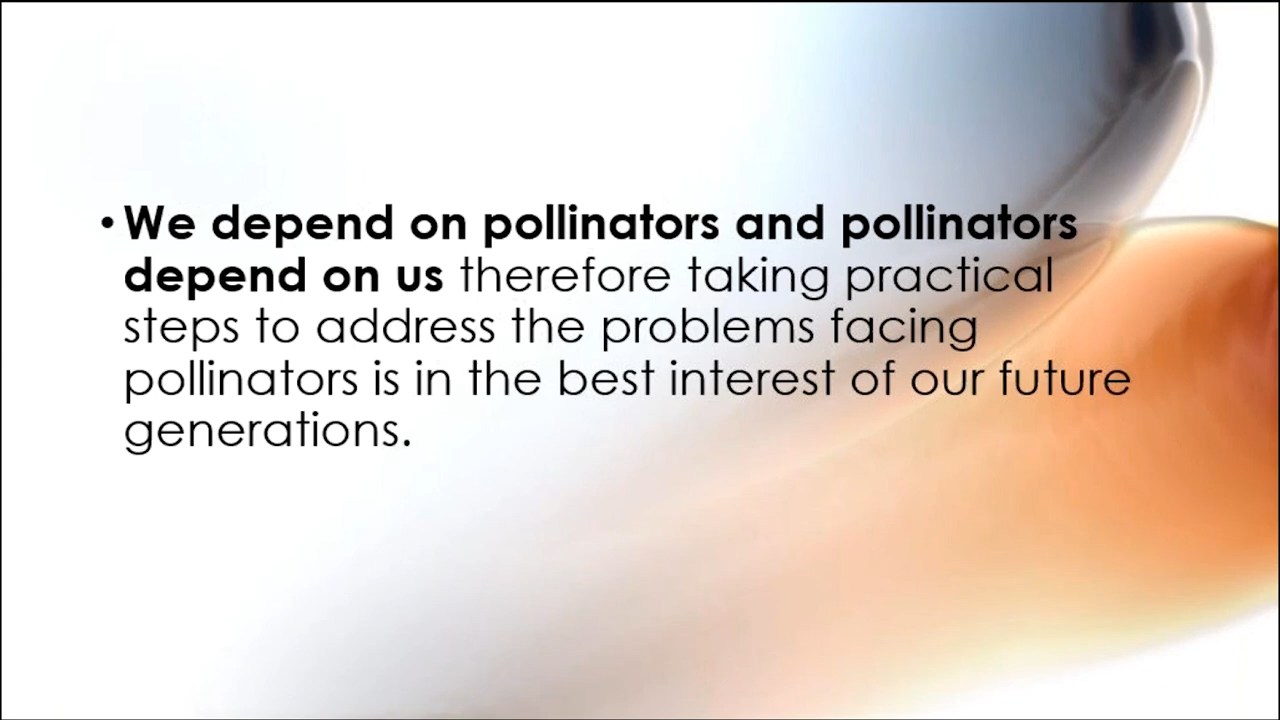 • We depend on pollinators and pollinators
depend on us therefore taking practical
steps to address the problems facing
pollinators is in the best interest of our future
generations.